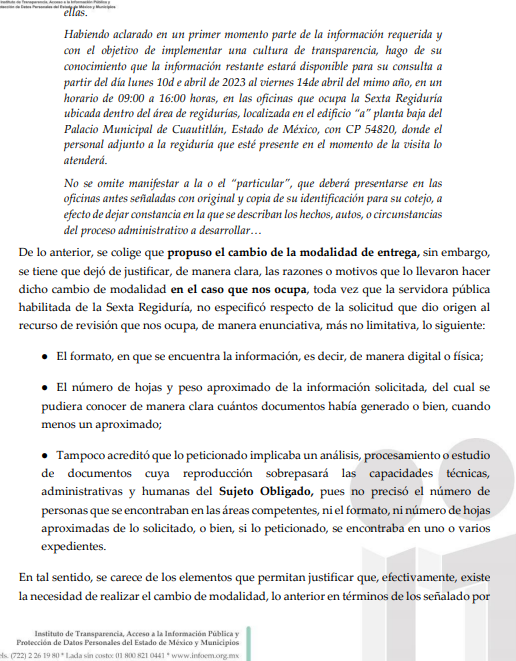 Instituto de Transparencia, Acceso a la Información Pública y
tección de Datos Personales del Estado de México y Municipios
ellas.
Habiendo aclarado en un primer momento parte de la información requerida y
con el objetivo de implementar una cultura de transparencia, hago de su
conocimiento que la información restante estará disponible para su consulta a
partir del día lunes 10d e abril de 2023 al viernes 14de abril del mimo año, en un
horario de 09:00 a 16:00 horas, en las oficinas que ocupa la Sexta Regiduría
ubicada dentro del área de regidurías, localizada en el edificio “a” planta baja del
Palacio Municipal de Cuautitlán, Estado de México, con CP 54820, donde el
personal adjunto a la regiduría que esté presente en el momento de la visita lo
atenderá.
No se omite manifestar a la o el “particular”, que deberá presentarse en las
oficinas antes señaladas con original y copia de su identificación para su cotejo, a
efecto de dejar constancia en la que se describan los hechos, autos, o circunstancias
del proceso administrativo a desarrollar…
De lo anterior, se colige que propuso el cambio de la modalidad de entrega, sin embargo,
se tiene que dejó de justificar, de manera clara, las razones o motivos que lo llevaron hacer
dicho cambio de modalidad en el caso que nos ocupa, toda vez que la servidora pública
habilitada de la Sexta Regiduría, no especificó respecto de la solicitud que dio origen al
recurso de revisión que nos ocupa, de manera enunciativa, más no limitativa, lo siguiente:
● El formato, en que se encuentra la información, es decir, de manera digital o física;
● El número de hojas y peso aproximado de la información solicitada, del cual se
pudiera conocer de manera clara cuántos documentos había generado o bien, cuando
menos un aproximado;
● Tampoco acreditó que lo peticionado implicaba un análisis, procesamiento o estudio
de documentos cuya reproducción sobrepasará las capacidades técnicas,
administrativas y humanas del Sujeto Obligado, pues no precisó el número de
personas que se encontraban en las áreas competentes, ni el formato, ni número de hojas
aproximadas de lo solicitado, o bien, si lo peticionado, se encontraba en uno o varios
expedientes.
En tal sentido, se carece de los elementos que permitan justificar que, efectivamente, existe
la necesidad de realizar el cambio de modalidad, lo anterior en términos de los señalado por
Instituto de Transparencia, Acceso a la Información Pública y
Protección de Datos Personales del Estado de México y Municipios
els. (722) 2 26 19 80 * Lada sin costo: 01 800 821 0441 * www.infoem.org.mx